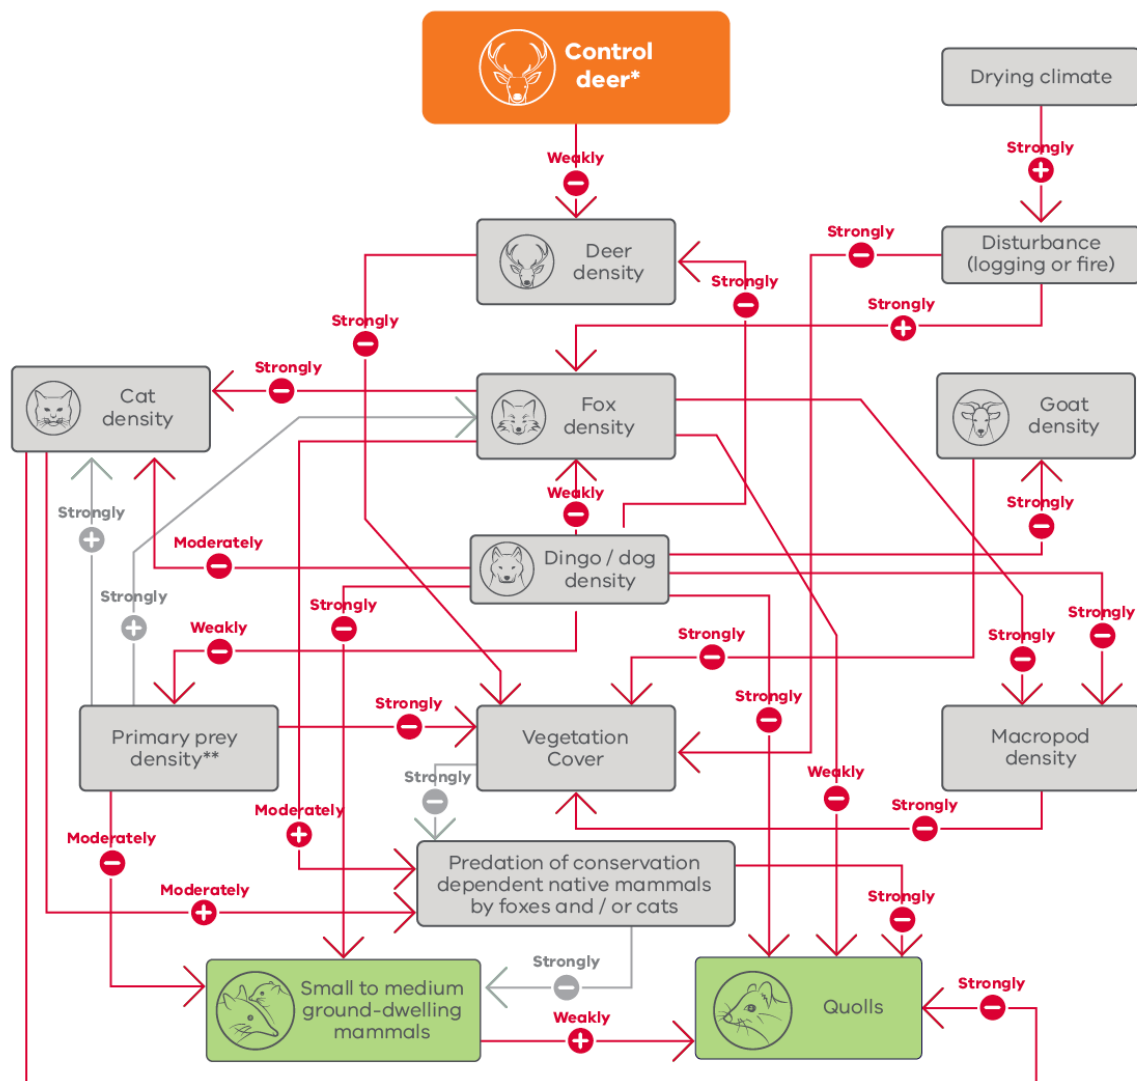 Control
deer*
Drying climate
Weakly
Strongly
Deer
density
Strongly
Disturbance
(logging or fire)
Strongly
Strongly
Strongly
Strongly
Cat
density
Fox
density
Goat
density
Strongly
Weakly
Strongly
Moderately
Dingo / dog
density
Strongly
Strongly
Weakly
Strongly
Strongly
Strongly
Strongly
Strongly
Primary prey
density**
Vegetation
Cover
Macropod
density
Strongly
Weakly
Moderately
Moderately
Strongly
Predation of conservation
dependent native mammals
by foxes and / or cats
Moderately
Strongly
Strongly
Strongly
Small to medium
ground-dwelling
mammals
Quolls
Weakly